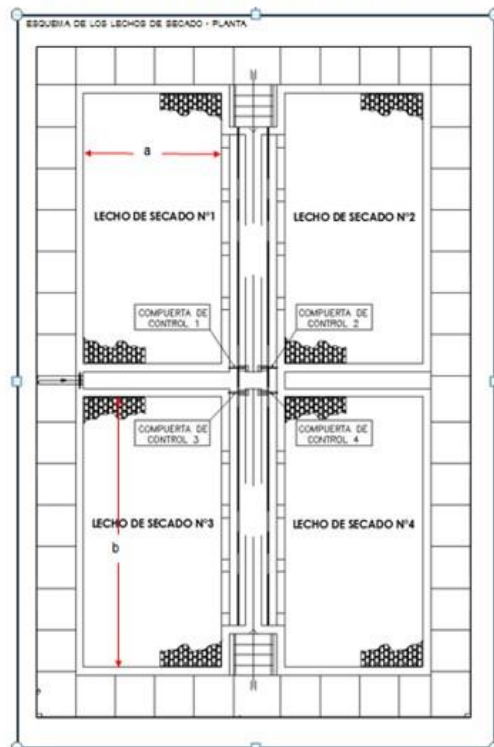 ESQUEMA DE LOS LECHOS DE SECADO - PLANTA
a
LECHO DE SECADO N°1
LECHO DE SECADO N°2
COMPUERTA DE
CONTROL 1
COMPUERTA DE
CONTROL 2
COMPUERTA DE
CONTROL 3
COMPUERTA DE
CONTROL 4
LECHO DE SECADO N°3
LECHO DE SECADO N°4
b